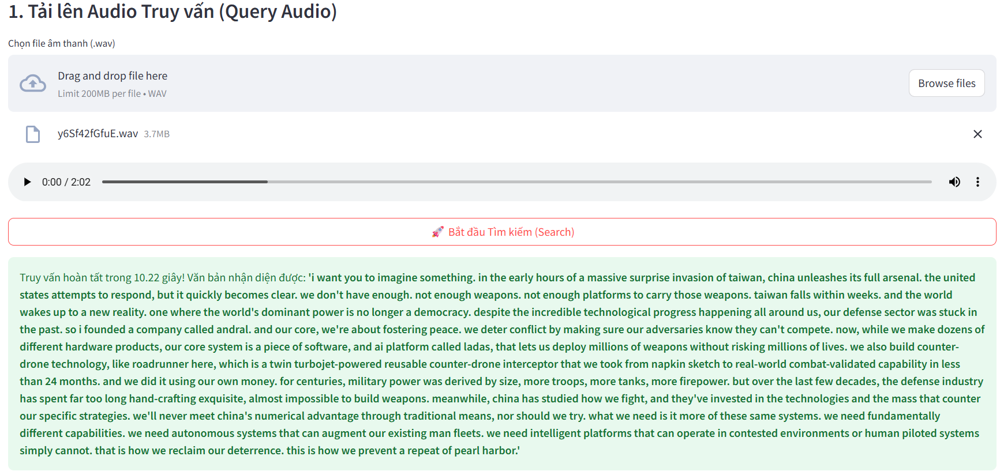 1. Tải lên Audio Truy vấn (Query Audio)
Chọn file âm thanh (.wav)
Drag and drop file here
Limit 200MB per file • WAV
Browse files
y6Sf42fGfuE.wav 3.7MB
0:00 / 2:02
🚀 Bắt đầu Tìm kiếm (Search)
Truy vấn hoàn tất trong 10.22 giây! Văn bản nhận diện được: 'i want you to imagine something. in the early hours of a massive surprise invasion of taiwan, china unleashes its full arsenal. the united
states attempts to respond, but it quickly becomes clear. we don't have enough. not enough weapons. not enough platforms to carry those weapons. taiwan falls within weeks. and the world
wakes up to a new reality. one where the world's dominant power is no longer a democracy. despite the incredible technological progress happening all around us, our defense sector was stuck in
the past. so i founded a company called andral. and our core, we're about fostering peace. we deter conflict by making sure our adversaries know they can't compete. now, while we make dozens of
different hardware products, our core system is a piece of software, and ai platform called ladas, that lets us deploy millions of weapons without risking millions of lives. we also build counter-
drone technology, like roadrunner here, which is a twin turbojet-powered reusable counter-drone interceptor that we took from napkin sketch to real-world combat-validated capability in less
than 24 months. and we did it using our own money. for centuries, military power was derived by size, more troops, more tanks, more firepower. but over the last few decades, the defense industry
has spent far too long hand-crafting exquisite, almost impossible to build weapons. meanwhile, china has studied how we fight, and they've invested in the technologies and the mass that counter
our specific strategies. we'll never meet china's numerical advantage through traditional means, nor should we try. what we need is it more of these same systems. we need fundamentally
different capabilities. we need autonomous systems that can augment our existing man fleets. we need intelligent platforms that can operate in contested environments or human piloted systems
simply cannot. that is how we reclaim our deterrence. this is how we prevent a repeat of pearl harbor.'